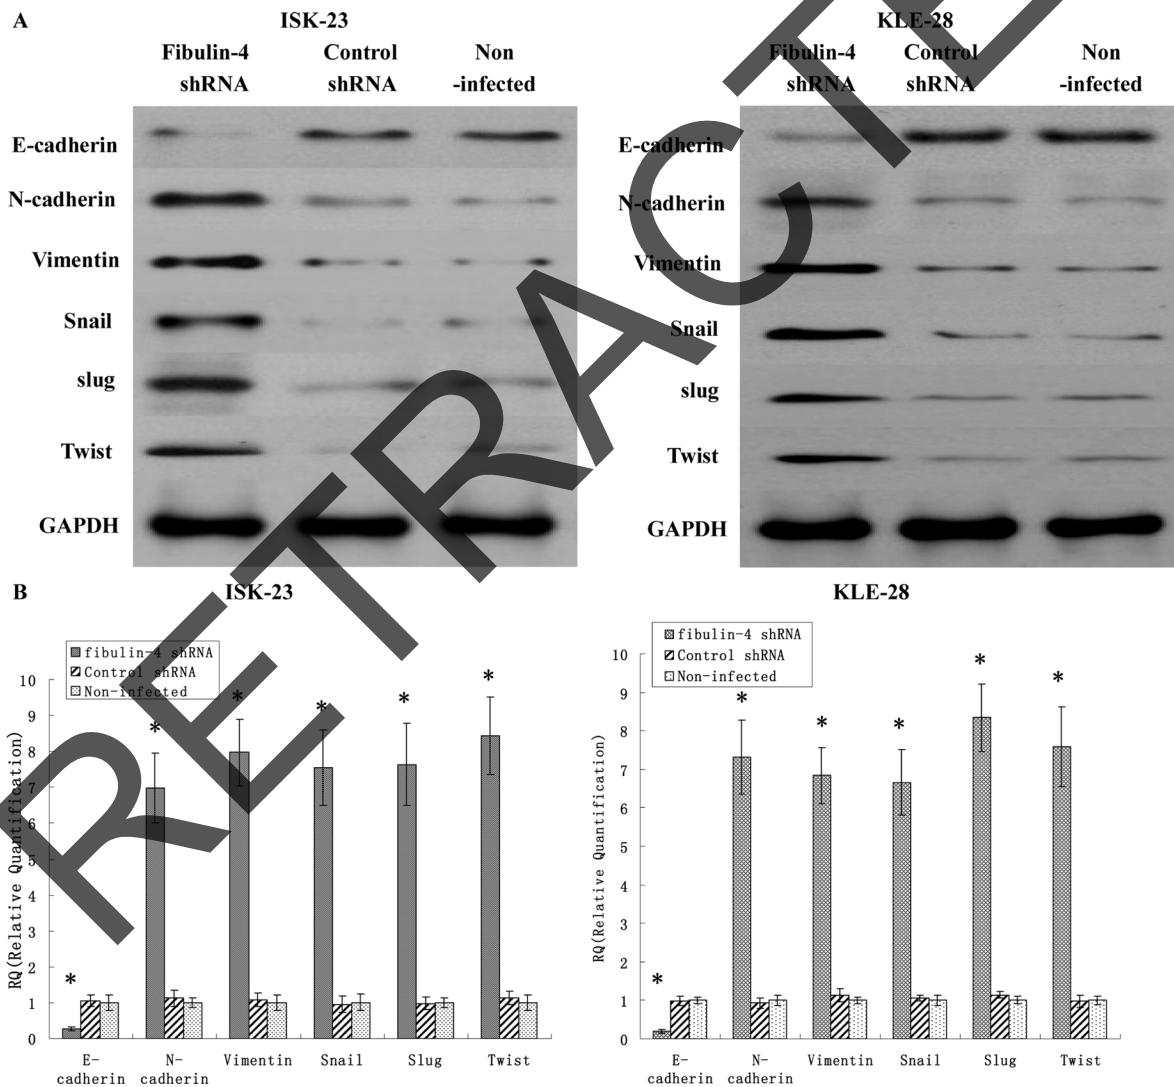 A
ISK-23
Fibulin-4 Control Non
shRNA shRNA -infected
E-cadherin
N-cadherin
Vimentin
Snail
slug
Twist
GAPDH
KLE-28
Fibulin-4 Control Non
shRNA shRNA -infected
E-cadherin
N-cadherin
Vimentin
Snail
slug
Twist
GAPDH
B
ISK-23
fibulin-4 shRNA
Control shRNA
Non-infected
RQ(Relative Quantification)
10
9
8
7
6
5
4
3
2
1
0
* * * * * *
E- N- Vimentin Snail Slug Twist
cadherin cadherin
KLE-28
fibulin-4 shRNA
Control shRNA
Non-infected
RQ(Relative Quantification)
10
9
8
7
6
5
4
3
2
1
0
* * * * * *
E- N- Vimentin Snail Slug Twist
cadherin cadherin
RETRACTED